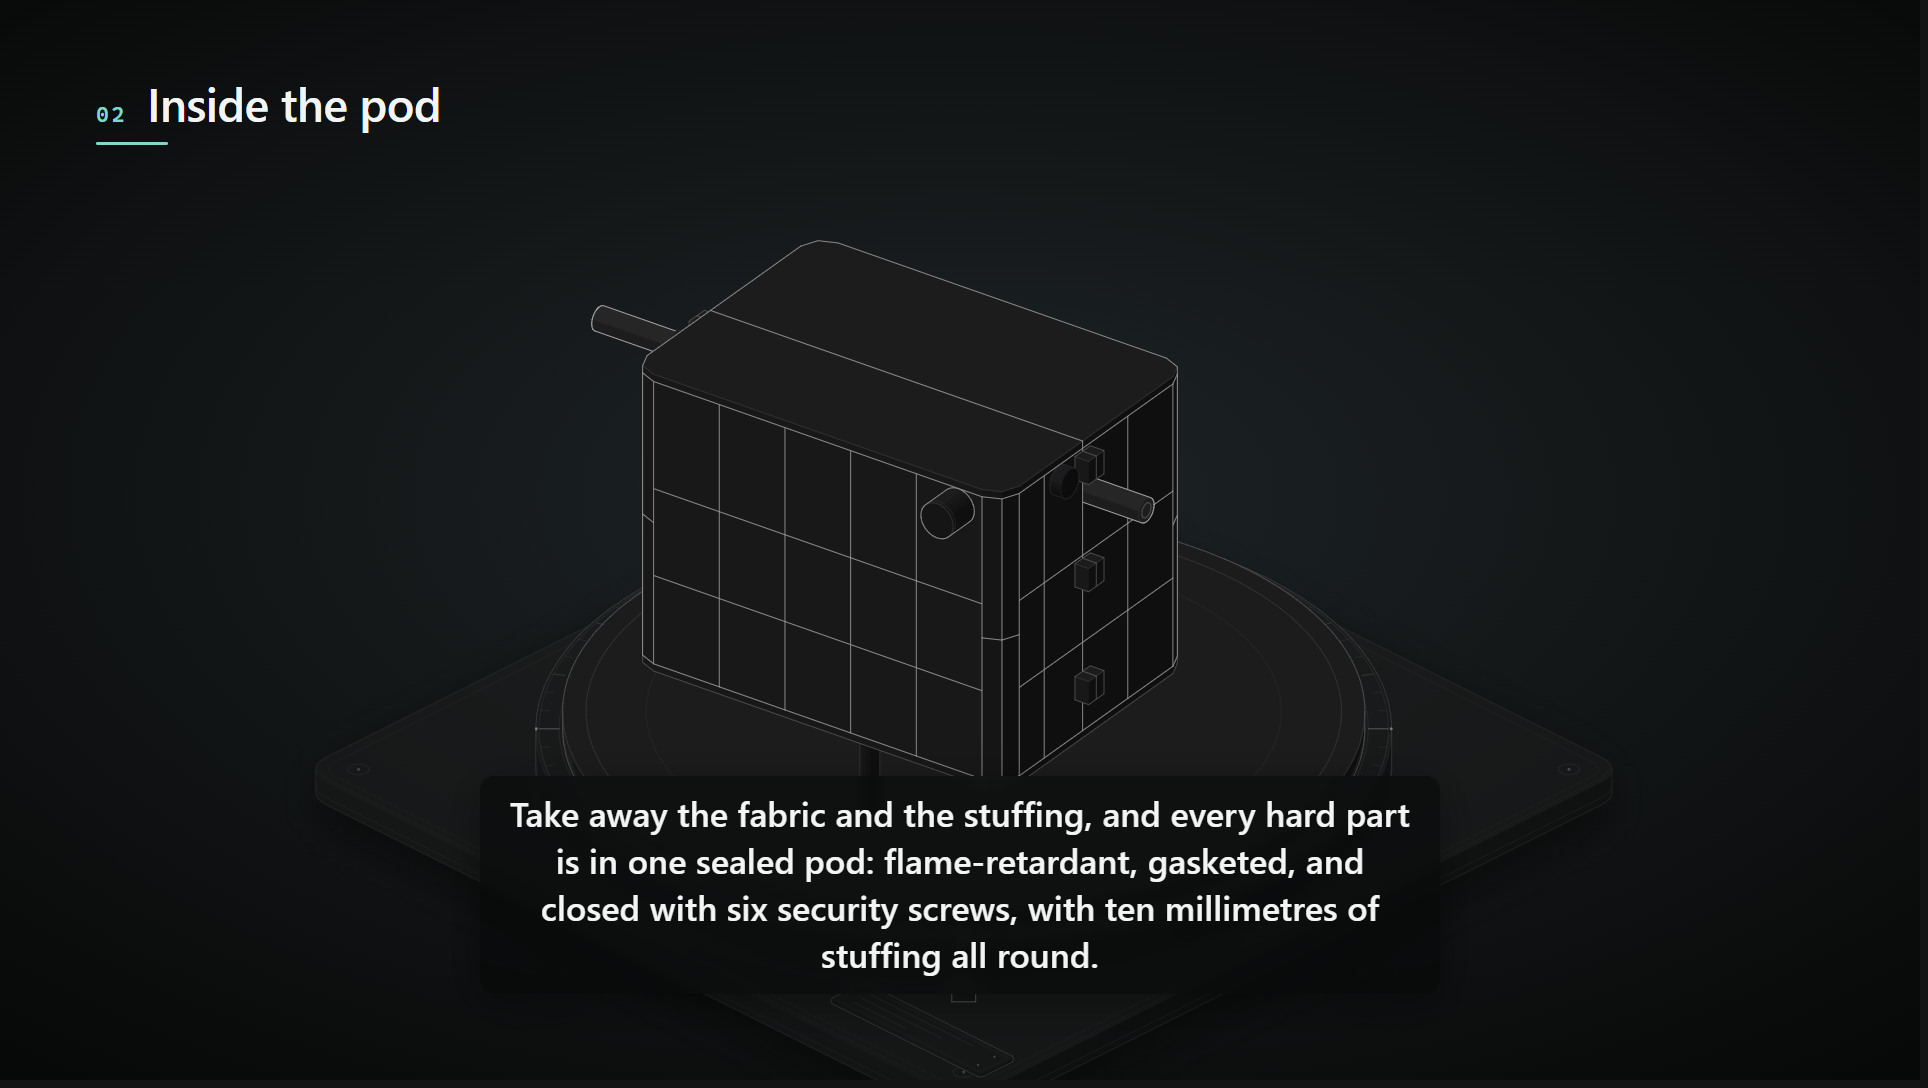 02 Inside the pod
Take away the fabric and the stuffing, and every hard part
is in one sealed pod: flame-retardant, gasketed, and
closed with six security screws, with ten millimetres of
stuffing all round.